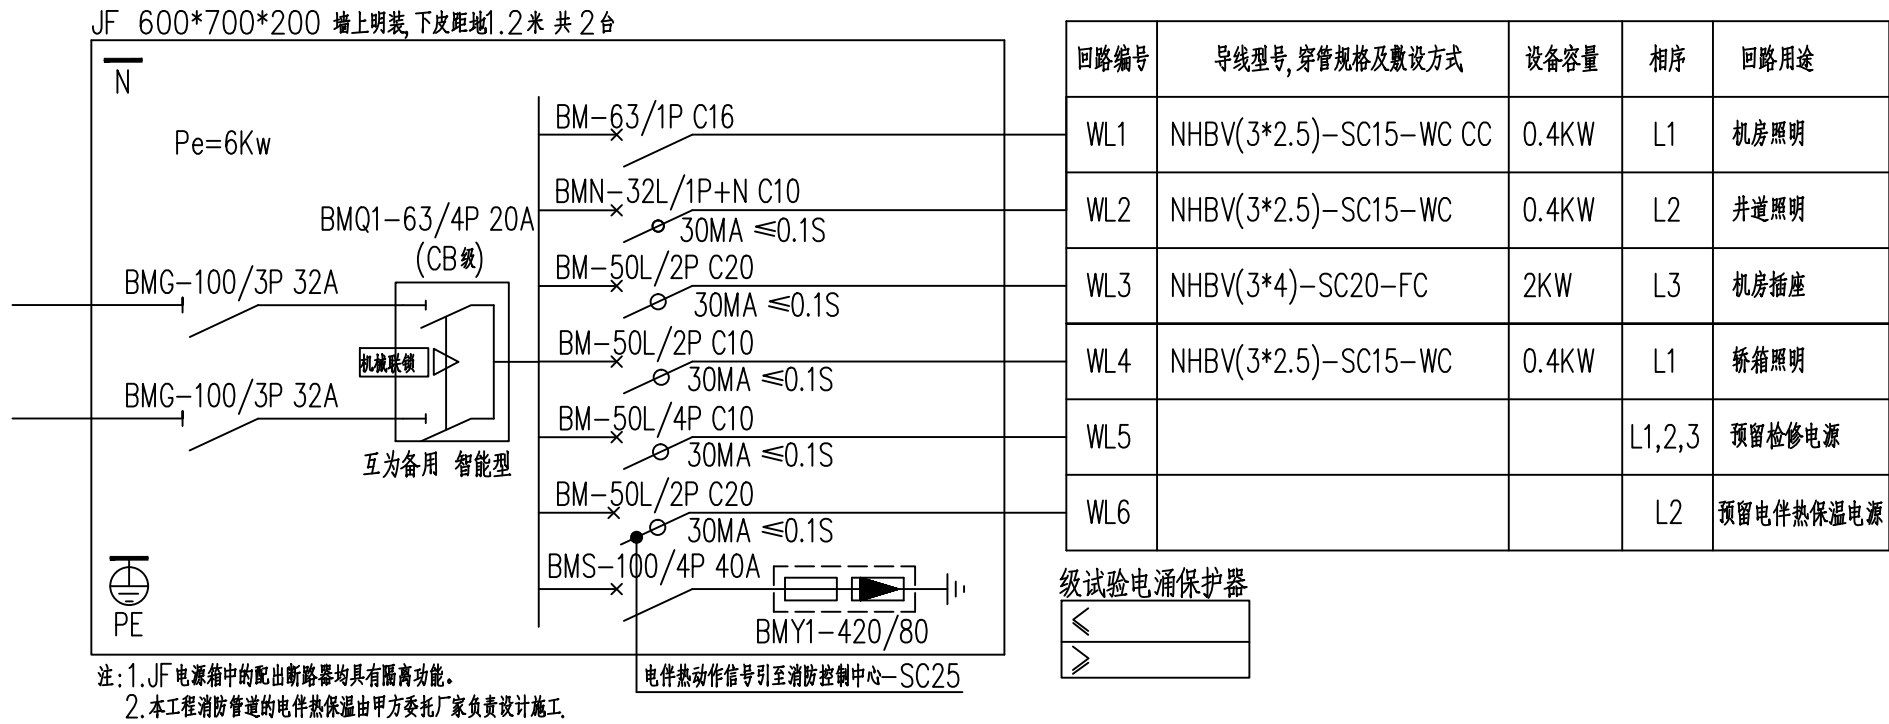 JF 600*700*200 墙上明装,下皮距地1.2米 共2台
N
Pe=6Kw
BMG-100/3P 32A
BMG-100/3P 32A
BMQ1-63/4P 20A
(CB级)
机械联锁
互为备用 智能型
BM-63/1P C16
BMN-32L/1P+N C10
30MA ≤0.1S
BM-50L/2P C20
30MA ≤0.1S
BM-50L/2P C10
30MA ≤0.1S
BM-50L/4P C10
30MA ≤0.1S
BM-50L/2P C20
30MA ≤0.1S
BMS-100/4P 40A
BMY1-420/80
PE
回路编号 导线型号,穿管规格及敷设方式 设备容量 相序 回路用途
WL1 NHBV(3*2.5)-SC15-WC CC 0.4KW L1 机房照明
WL2 NHBV(3*2.5)-SC15-WC 0.4KW L2 井道照明
WL3 NHBV(3*4)-SC20-FC 2KW L3 机房插座
WL4 NHBV(3*2.5)-SC15-WC 0.4KW L1 轿箱照明
WL5 L1,2,3 预留检修电源
WL6 L2 预留电伴热保温电源
级试验电涌保护器
≤
≥
电伴热动作信号引至消防控制中心-SC25
注:1.JF电源箱中的配出断路器均具有隔离功能。
2.本工程消防管道的电伴热保温由甲方委托厂家负责设计施工.